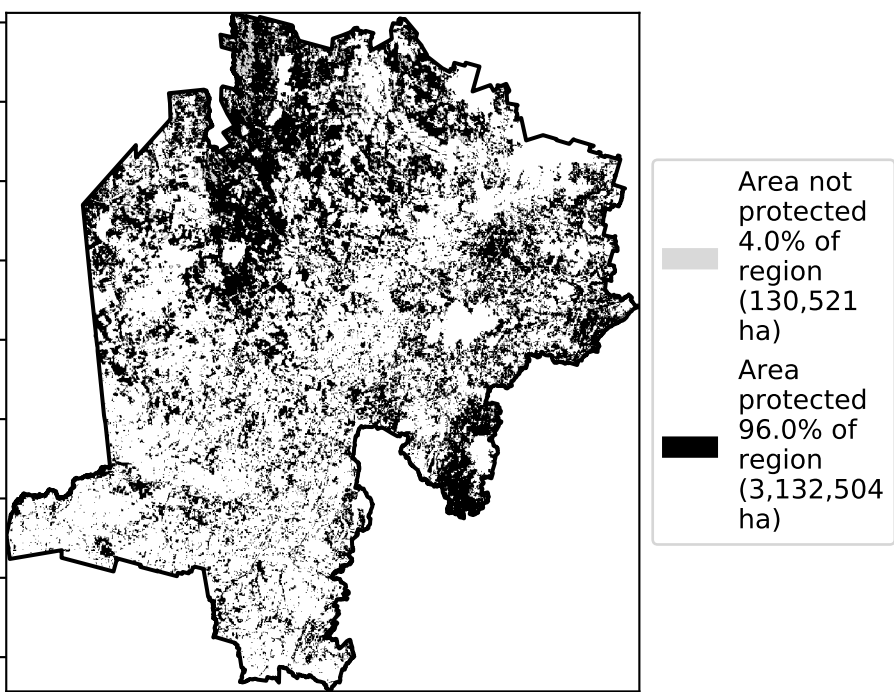 Area not
protected
4.0% of
region
(130,521
ha)
Area
protected
96.0% of
region
(3,132,504
ha)